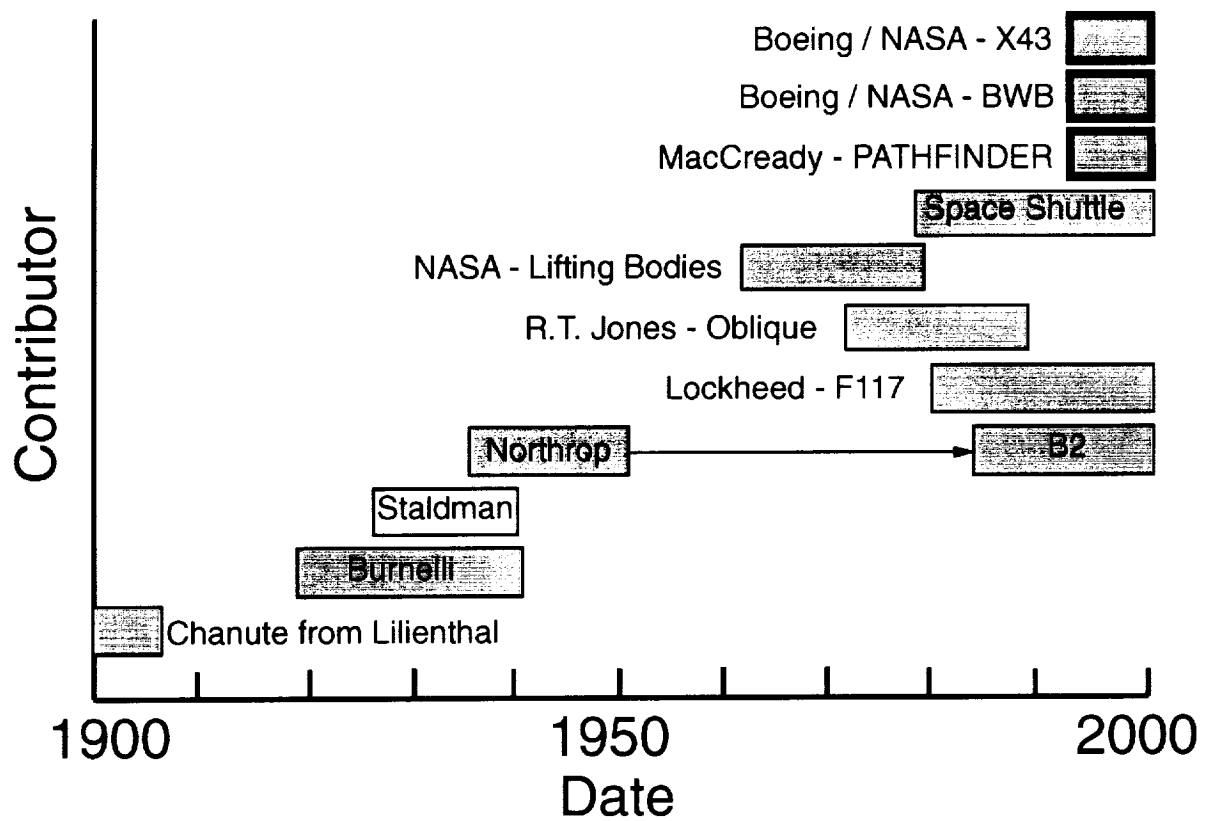 Boeing / NASA - X43
Boeing / NASA - BWB
MacCready - PATHFINDER
Space Shuttle
NASA - Lifting Bodies
R.T. Jones - Oblique
Lockheed - F117
Northrop
B2
Staldman
Burnelli
Chanute from Lilienthal
Contributor
1900
1950
2000
Date